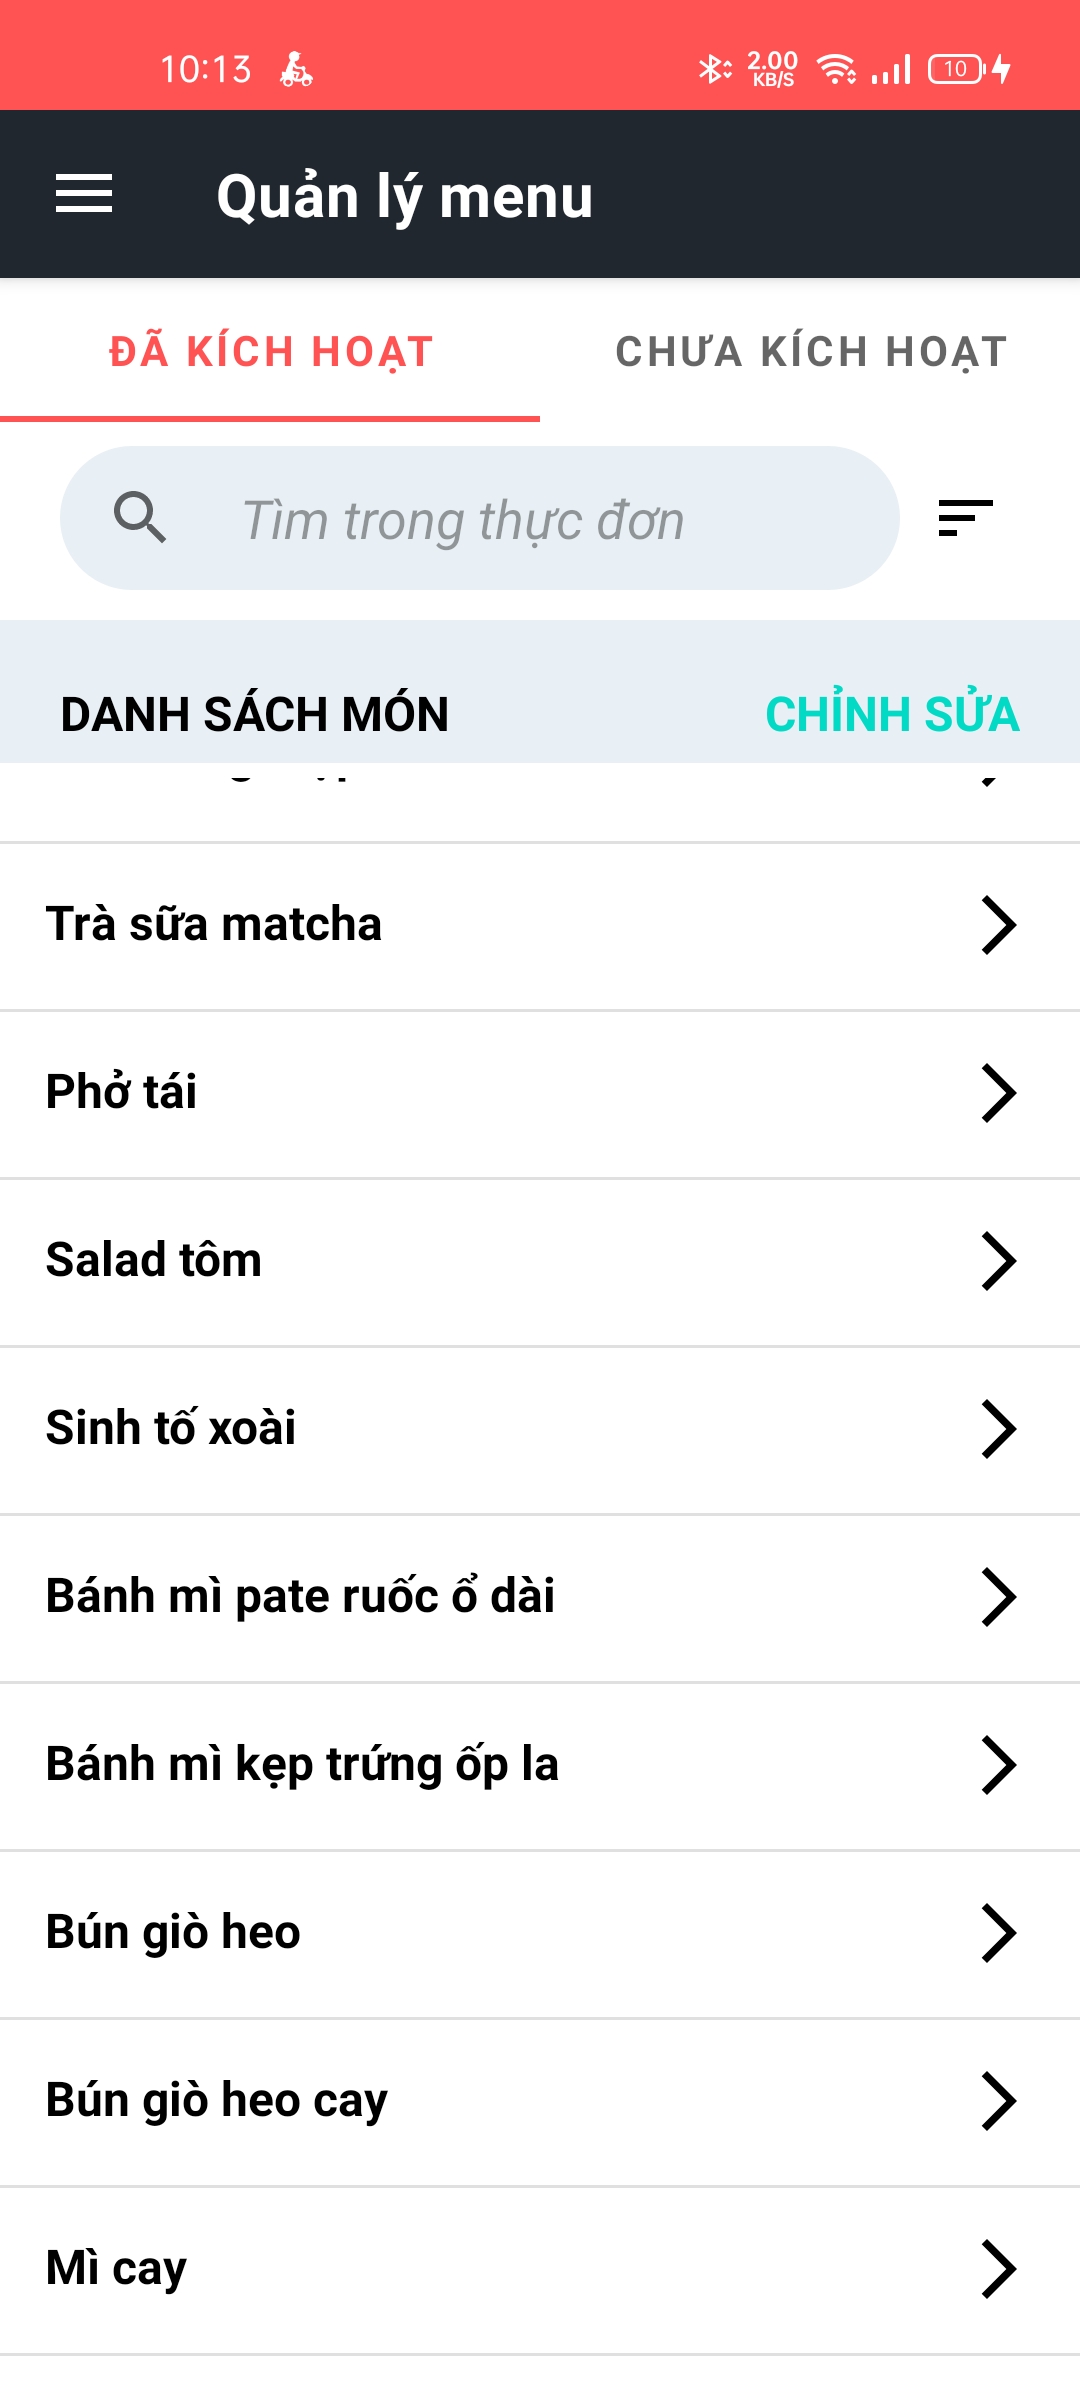 10:13
2.00
KB/S
10
Quản lý menu
ĐÃ KÍCH HOẠT
CHƯA KÍCH HOẠT
Tìm trong thực đơn
DANH SÁCH MÓN
CHỈNH SỬA
Trà sữa matcha
Phở tái
Salad tôm
Sinh tố xoài
Bánh mì pate ruốc ổ dài
Bánh mì kẹp trứng ốp la
Bún giò heo
Bún giò heo cay
Mì cay